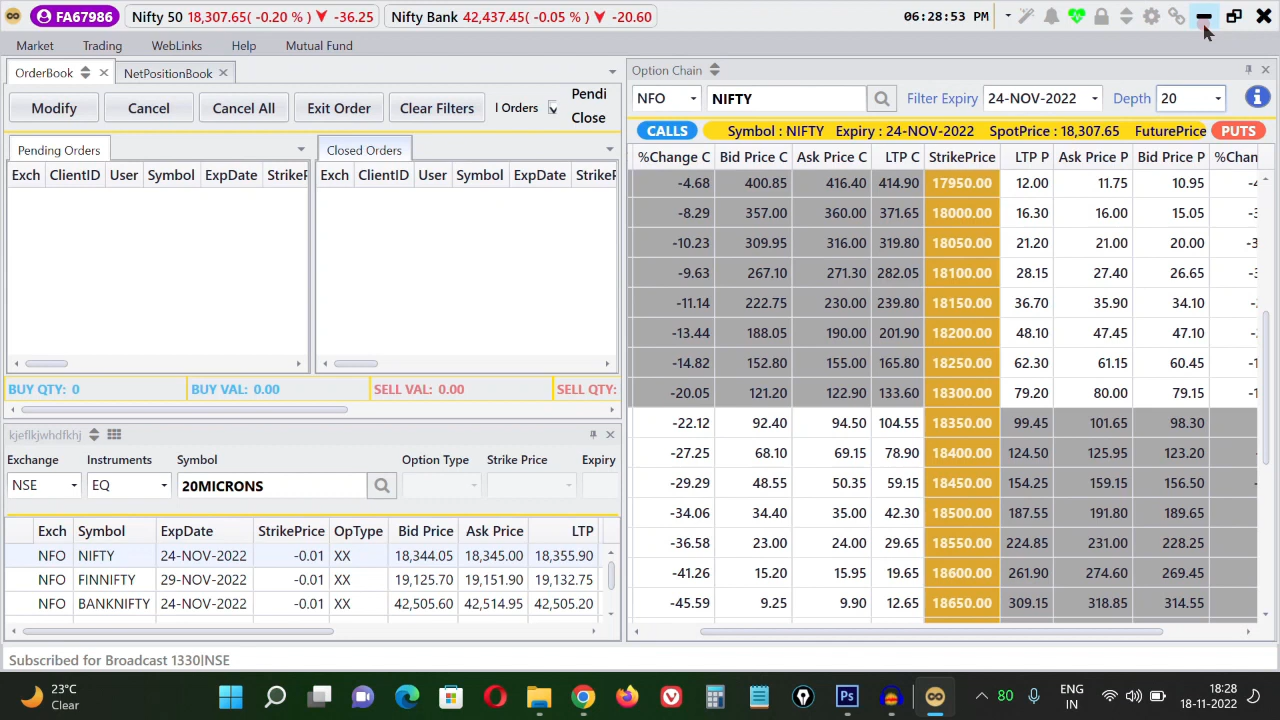 FA67986 Nifty 50 18,307.65( -0.20 % ) -36.25 Nifty Bank 42,437.45( -0.05 % ) -20.60 06:28:53 PM
Market Trading WebLinks Help Mutual Fund
OrderBook NetPositionBook
Modify Cancel Cancel All Exit Order Clear Filters l Orders Pendi
Close
Pending Orders
Exch ClientID User Symbol ExpDate StrikeP
Closed Orders
Exch ClientID User Symbol ExpDate StrikeP
BUY QTY: 0 BUY VAL: 0.00 SELL VAL: 0.00 SELL QTY:
kjeflkjwhdfkhj
Exchange Instruments Symbol Option Type Strike Price Expiry
NSE EQ 20MICRONS
Exch Symbol ExpDate StrikePrice OpType Bid Price Ask Price LTP
NFO NIFTY 24-NOV-2022 -0.01 XX 18,344.05 18,345.00 18,355.90
NFO FINNIFTY 29-NOV-2022 -0.01 XX 19,125.70 19,151.90 19,132.75
NFO BANKNIFTY 24-NOV-2022 -0.01 XX 42,505.60 42,514.95 42,505.20
Option Chain
NFO NIFTY Filter Expiry 24-NOV-2022 Depth 20
CALLS Symbol : NIFTY Expiry : 24-NOV-2022 SpotPrice : 18,307.65 FuturePrice PUTS
%Change C Bid Price C Ask Price C LTP C StrikePrice LTP P Ask Price P Bid Price P %Chan
-4.68 400.85 416.40 414.90 17950.00 12.00 11.75 10.95 -4
-8.29 357.00 360.00 371.65 18000.00 16.30 16.00 15.05 -3
-10.23 309.95 316.00 319.80 18050.00 21.20 21.00 20.00 -3
-9.63 267.10 271.30 282.05 18100.00 28.15 27.40 26.65 -3
-11.14 222.75 230.00 239.80 18150.00 36.70 35.90 34.10 -
-13.44 188.05 190.00 201.90 18200.00 48.10 47.45 47.10 -
-14.82 152.80 155.00 165.80 18250.00 62.30 61.15 60.45 -
-20.05 121.20 122.90 133.60 18300.00 79.20 80.00 79.15 -
-22.12 92.40 94.50 104.55 18350.00 99.45 101.65 98.30
-27.25 68.10 69.15 78.90 18400.00 124.50 125.95 123.20
-29.29 48.55 50.35 59.15 18450.00 154.25 159.15 156.50 -
-34.06 34.40 35.00 42.30 18500.00 187.55 191.80 189.65
-36.58 23.00 24.00 29.65 18550.00 224.85 231.00 228.25
-41.26 15.20 15.95 19.65 18600.00 261.90 274.60 269.45
-45.59 9.25 9.90 12.65 18650.00 309.15 318.85 314.55
Subscribed for Broadcast 1330|NSE
23°C
Clear
Ps
80
ENG
IN
18:28
18-11-2022